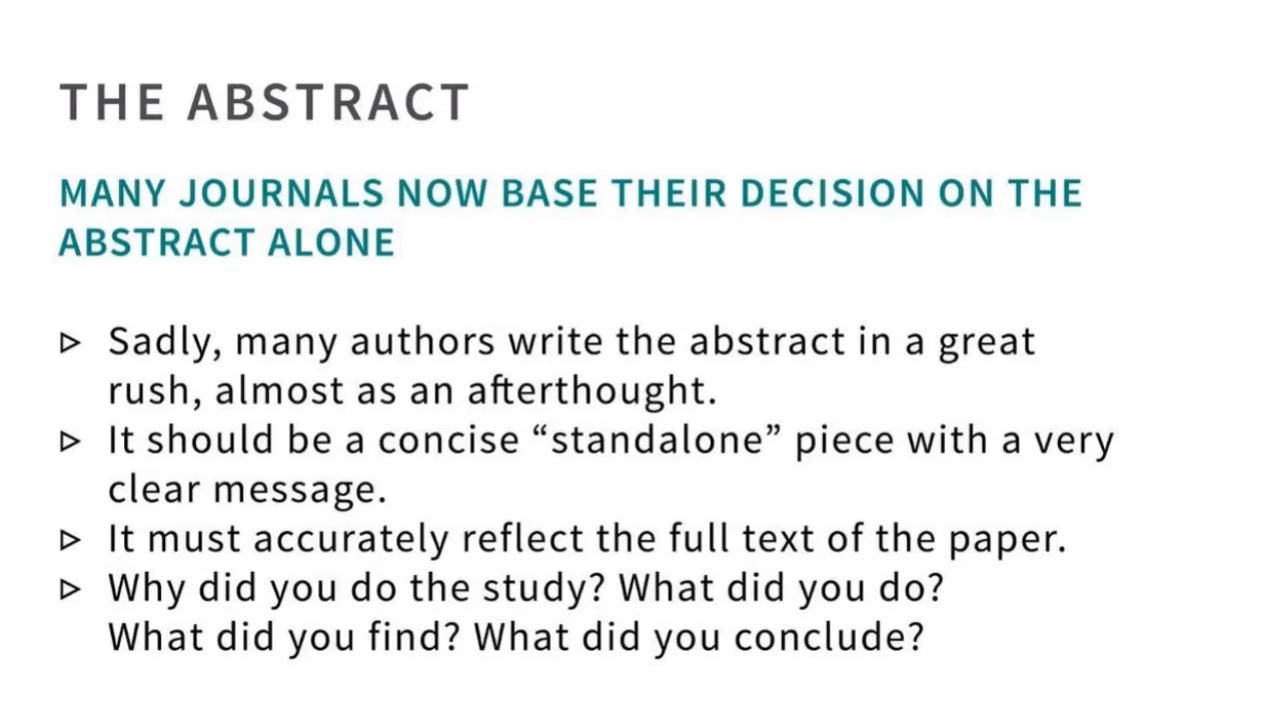 THE ABSTRACT
MANY JOURNALS NOW BASE THEIR DECISION ON THE
ABSTRACT ALONE
▷ Sadly, many authors write the abstract in a great
rush, almost as an afterthought.
▷ It should be a concise “standalone” piece with a very
clear message.
▷ It must accurately reflect the full text of the paper.
▷ Why did you do the study? What did you do?
What did you find? What did you conclude?